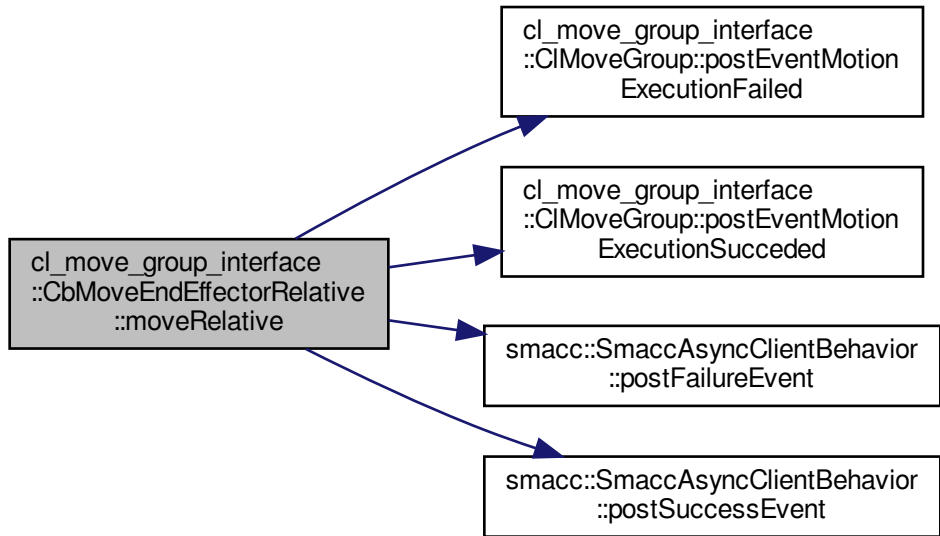 cl_move_group_interface
::ClMoveGroup::postEventMotion
ExecutionFailed
cl_move_group_interface
::ClMoveGroup::postEventMotion
ExecutionSucceded
cl_move_group_interface
::CbMoveEndEffectorRelative
::moveRelative
smacc::SmaccAsyncClientBehavior
::postFailureEvent
smacc::SmaccAsyncClientBehavior
::postSuccessEvent